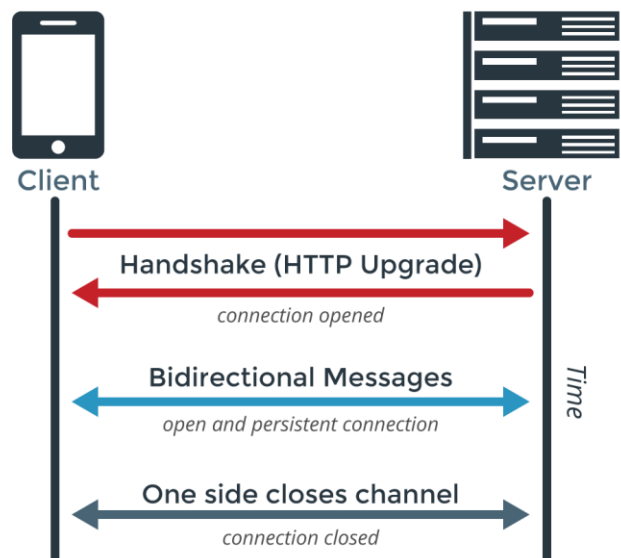 Client
Server
Handshake (HTTP Upgrade)
connection opened
Bidirectional Messages
open and persistent connection
Time
One side closes channel
connection closed